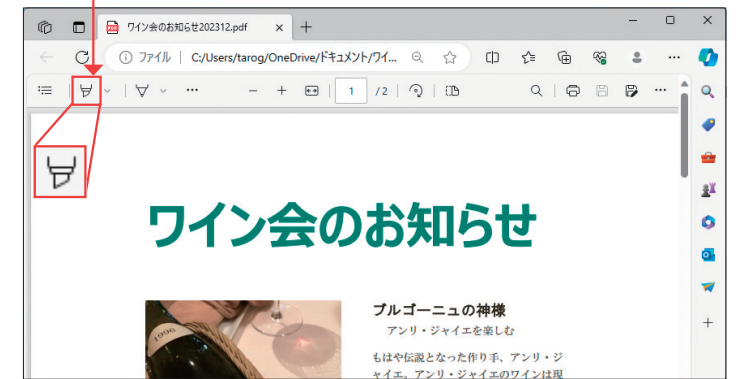 ワイン会のお知らせ202312.pdf
ファイル C:/Users/tarog/OneDrive/ドキュメント/ワイ...
1 /2
ワイン会のお知らせ
1996
ブルゴーニュの神様
アンリ・ジャイエを楽しむ
もはや伝説となった作り手、アンリ・ジ
ャイエ。アンリ・ジャイエのワインは現